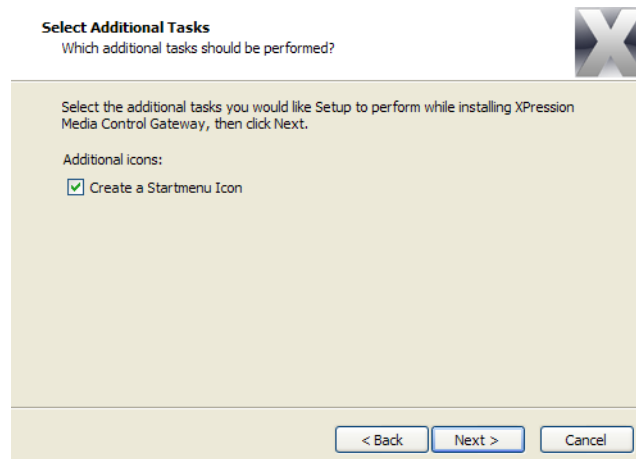 Select Additional Tasks
Which additional tasks should be performed?
X
Select the additional tasks you would like Setup to perform while installing XPression
Media Control Gateway, then click Next.
Additional icons:
Create a Startmenu Icon
< Back Next > Cancel